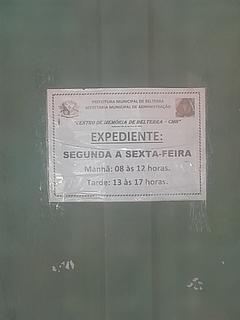 PREFEITURA MUNICIPAL DE BELTERRA
SECRETARIA MUNICIPAL DE ADMINISTRAÇÃO
"CENTRO DE MEMÓRIA DE BELTERRA - CMB"
EXPEDIENTE:
SEGUNDA A SEXTA-FEIRA
Manhã: 08 às 12 horas.
Tarde: 13 às 17 horas.